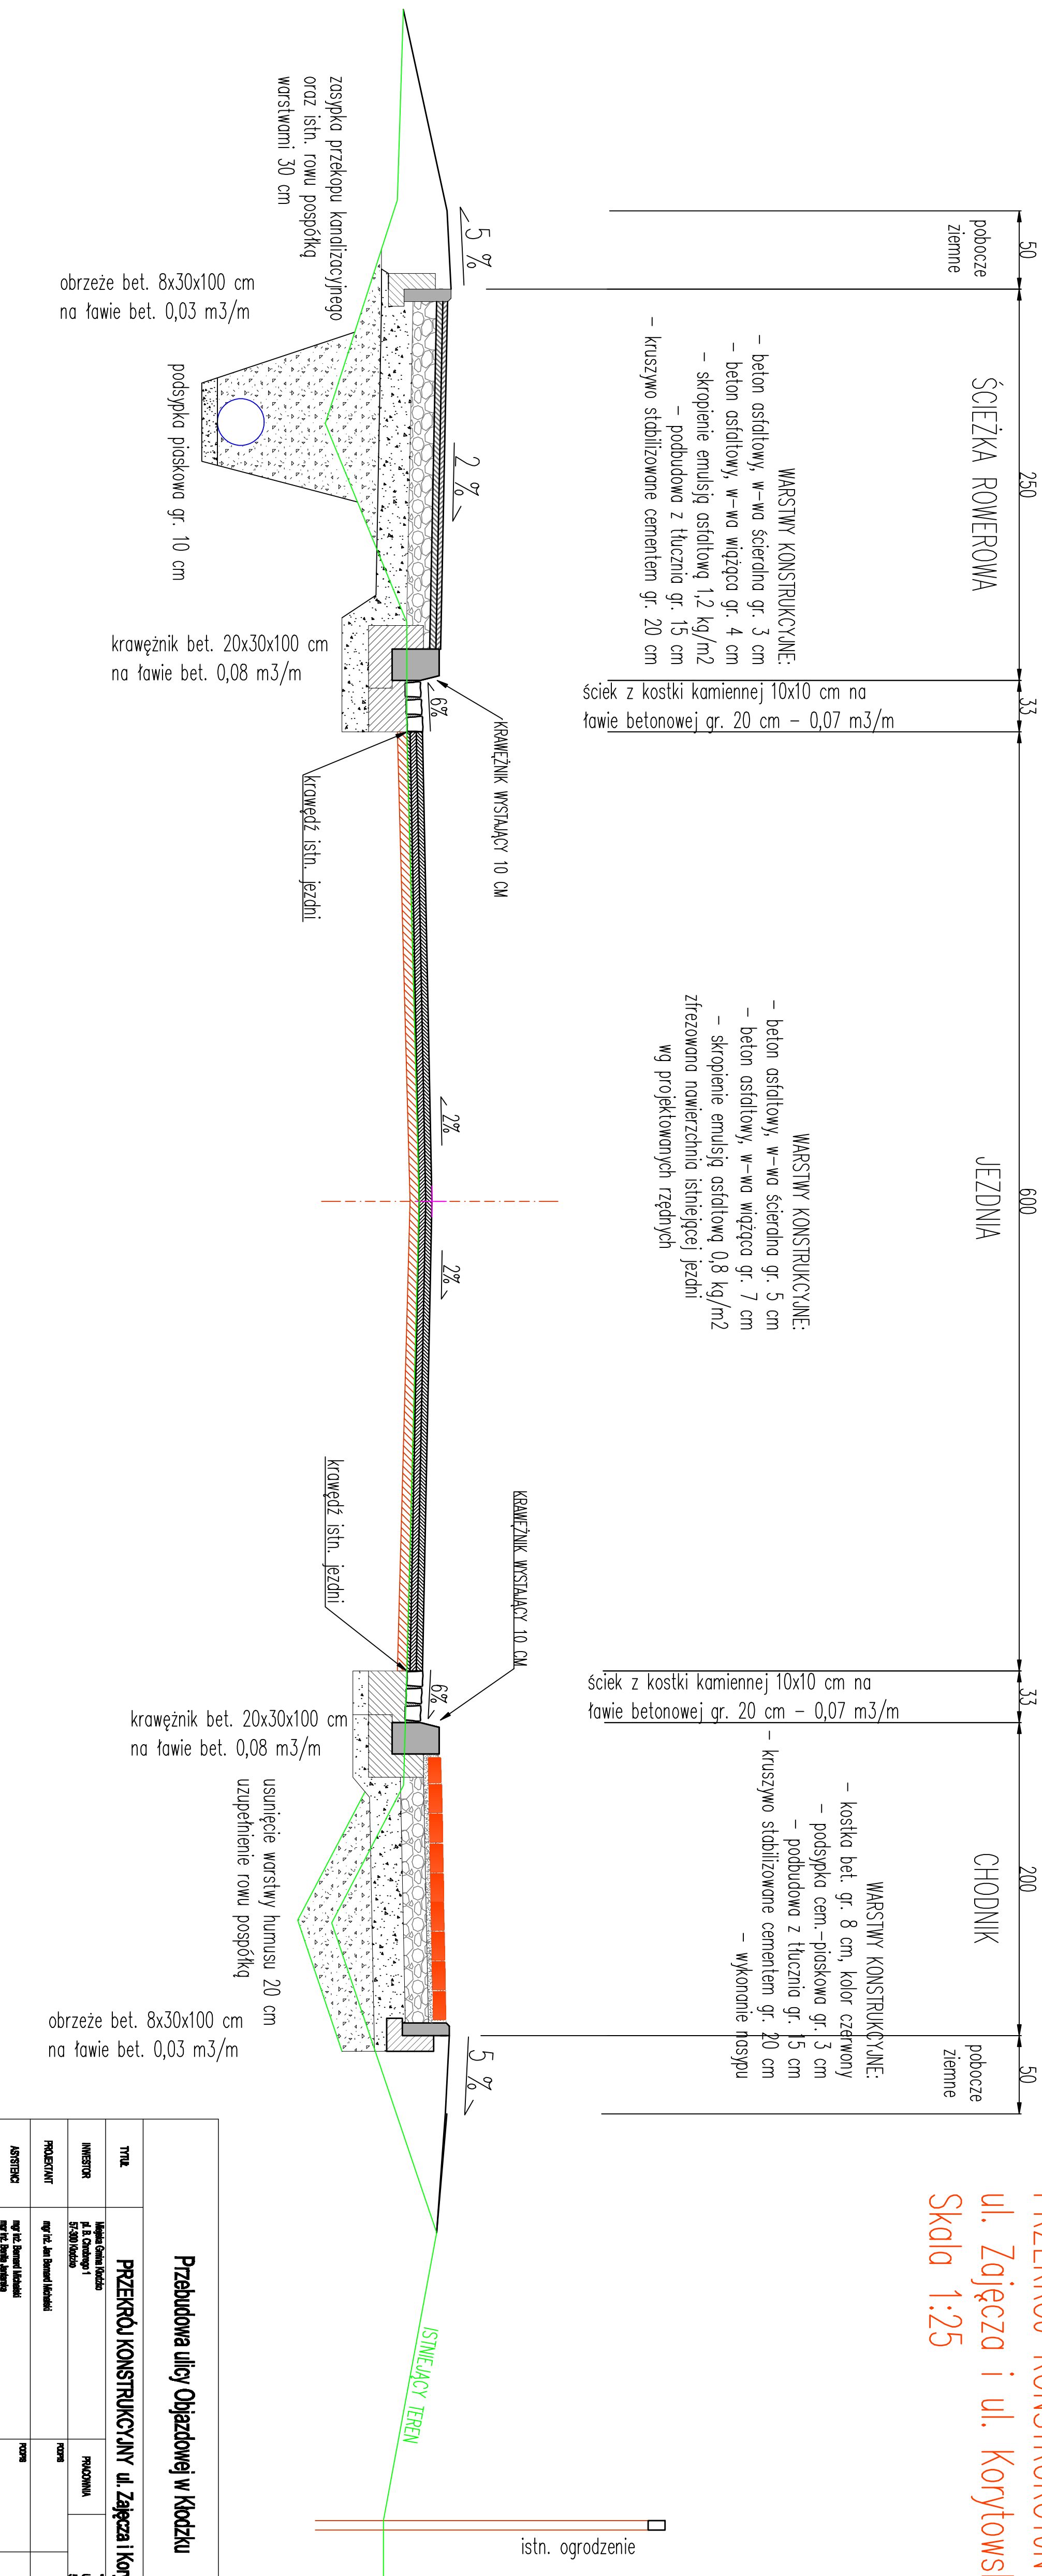 PRZEKRÓJ KONSTRUKCYJNY
ul. Zajęcza i ul. Korytows
Skala 1:25
50
250
33
600
33
200
50
pobocze
ziemne
ŚCIEŻKA ROWEROWA
JEZDNIA
CHODNIK
pobocze
ziemne
WARSTWY KONSTRUKCYJNE:
- beton asfaltowy, w-wa ścieralna gr. 3 cm
- beton asfaltowy, w-wa wiążąca gr. 4 cm
- skropienie emulsją asfaltową 1,2 kg/m2
- podbudowa z tłucznia gr. 15 cm
- kruszywo stabilizowane cementem gr. 20 cm
ściek z kostki kamiennej 10x10 cm na
ławie betonowej gr. 20 cm - 0,07 m3/m
WARSTWY KONSTRUKCYJNE:
- beton asfaltowy, w-wa ścieralna gr. 5 cm
- beton asfaltowy, w-wa wiążąca gr. 7 cm
- skropienie emulsją asfaltową 0,8 kg/m2
zfrezowana nawierzchnia istniejącej jezdni
wg projektowanych rzędnych
ściek z kostki kamiennej 10x10 cm na
ławie betonowej gr. 20 cm - 0,07 m3/m
WARSTWY KONSTRUKCYJNE:
- kostka bet. gr. 8 cm, kolor czerwony
- podsypka cem.-piaskowa gr. 3 cm
- podbudowa z tłucznia gr. 15 cm
- kruszywo stabilizowane cementem gr. 20 cm
- wykonanie nasypu
5 %
2 %
6%
KRAWĘŻNIK WYSTAJĄCY 10 CM
2%
2%
KRAWĘŻNIK WYSTAJĄCY 10 CM
6%
5 %
zasypka przekopu kanalizacyjnego
oraz istn. rowu pospółką
warstwami 30 cm
obrzeże bet. 8x30x100 cm
na ławie bet. 0,03 m3/m
podsypka piaskowa gr. 10 cm
krawężnik bet. 20x30x100 cm
na ławie bet. 0,08 m3/m
krawędź istn. jezdni
krawędź istn. jezdni
krawężnik bet. 20x30x100 cm
na ławie bet. 0,08 m3/m
usunięcie warstwy humusu 20 cm
uzupełnienie rowu pospółką
obrzeże bet. 8x30x100 cm
na ławie bet. 0,03 m3/m
ISTNIEJĄCY TEREN
istn. ogrodzenie
Przebudowa ulicy Objazdowej w Kłodzku
TYTUŁ
PRZEKRÓJ KONSTRUKCYJNY ul. Zajęcza i Kor
INWESTOR
Miejska Gmina Kłodzko
pl. B. Chrobrego 1
57-300 Kłodzko
PRACOWNIA
PROJEKTANT
mgr inż. Jan Bernard Michalski
PODPIS
ASYSTENCI
mgr inż. Bernard Michalski
PODPIS